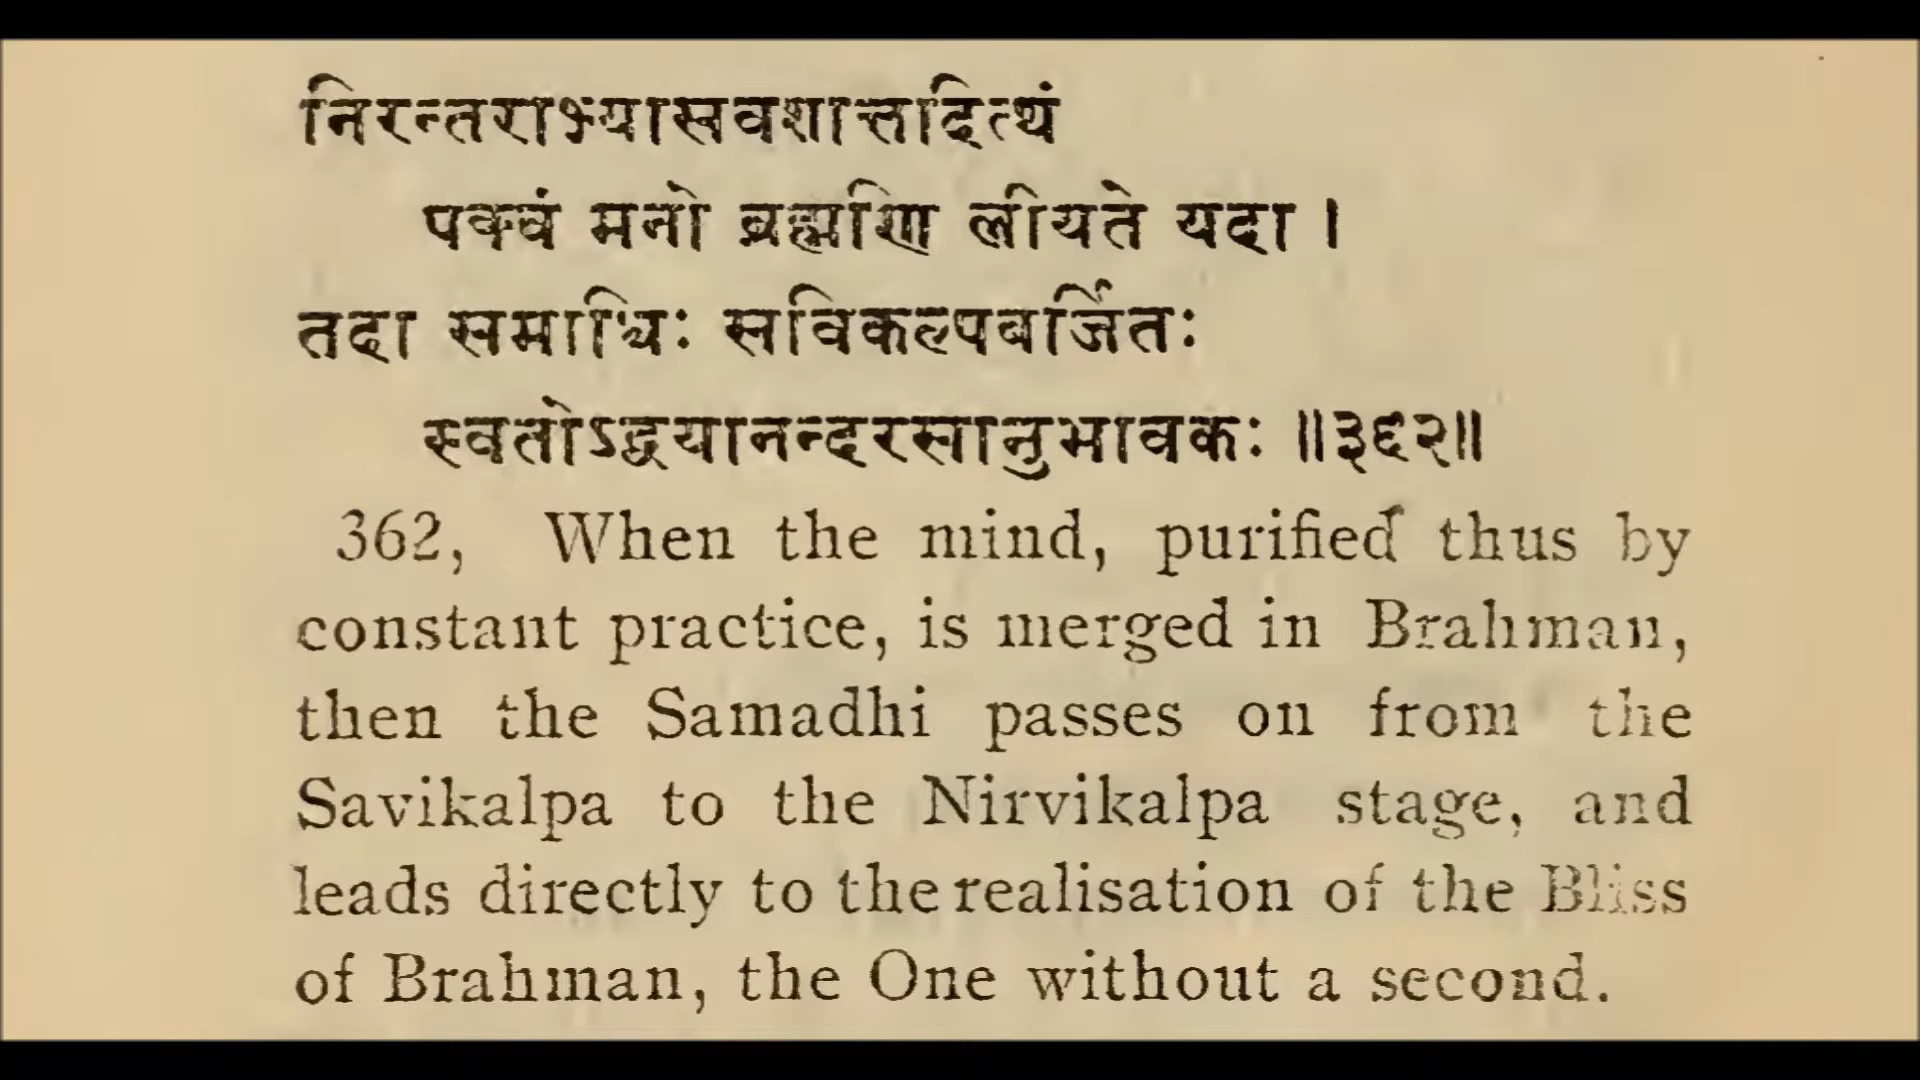 निरन्तराभ्यासवशात्तदित्थं
पक्वं मनो ब्रह्मणि लीयते यदा ।
तदा समाधिः सविकल्पवर्जितः
स्वतोऽद्वयानन्दरसानुभावकः ॥३६२॥
362, When the mind, purified thus by
constant practice, is merged in Brahman,
then the Samadhi passes on from the
Savikalpa to the Nirvikalpa stage, and
leads directly to the realisation of the Bliss
of Brahman, the One without a second.